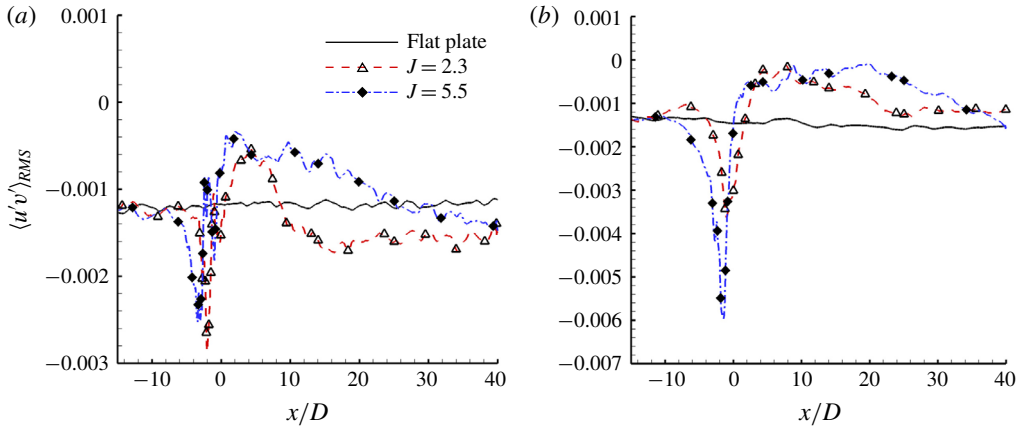 (a)
0.001
0
−0.001
−0.002
−0.003
⟨u′v′⟩RMS
Flat plate
J = 2.3
J = 5.5
−10 0 10 20 30 40
x/D
(b)
0.001
0
−0.001
−0.002
−0.003
−0.004
−0.005
−0.006
−0.007
−10 0 10 20 30 40
x/D